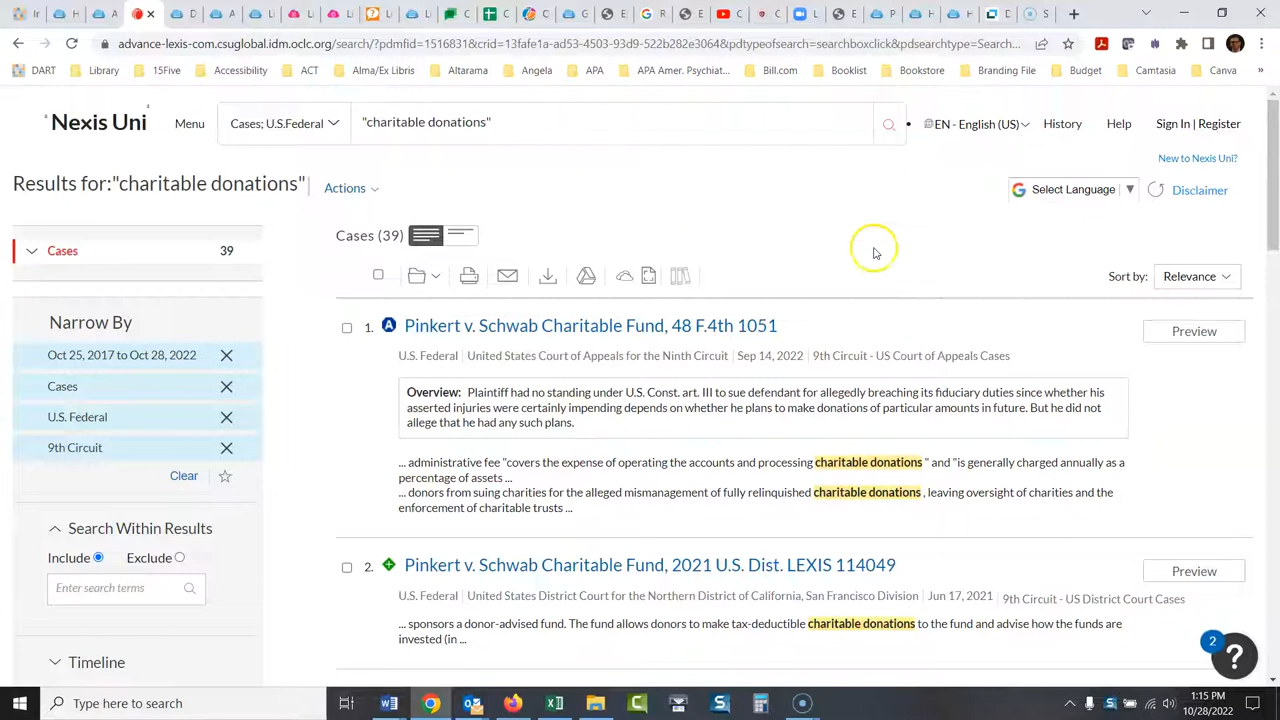 advance-lexis-com.csuglobal.idm.oclc.org/search/?pdmfid=1516831&crid=13fafe1a-ad53-4503-93d9-522b282e3064&pdtypeofsearch=searchboxclick&pdsearchtype=Search...
DART Library 15Five Accessibility ACT Alma/Ex Libris Altarama Angela APA APA Amer. Psychiat... Bill.com Booklist Bookstore Branding File Budget Camtasia Canva »
Nexis Uni Menu Cases; U.S.Federal "charitable donations" EN - English (US) History Help Sign In | Register
New to Nexis Uni?
Results for:"charitable donations" Actions Select Language ▼ Disclaimer
Cases (39)
Cases 39
Sort by: Relevance
Narrow By
Oct 25, 2017 to Oct 28, 2022
Cases
U.S. Federal
9th Circuit
Clear
Search Within Results
Include Exclude
Enter search terms
Timeline
1. A Pinkert v. Schwab Charitable Fund, 48 F.4th 1051 Preview
U.S. Federal | United States Court of Appeals for the Ninth Circuit | Sep 14, 2022 | 9th Circuit - US Court of Appeals Cases
Overview: Plaintiff had no standing under U.S. Const. art. III to sue defendant for allegedly breaching its fiduciary duties since whether his
asserted injuries were certainly impending depends on whether he plans to make donations of particular amounts in future. But he did not
allege that he had any such plans.
... administrative fee "covers the expense of operating the accounts and processing charitable donations " and "is generally charged annually as a
percentage of assets ...
... donors from suing charities for the alleged mismanagement of fully relinquished charitable donations , leaving oversight of charities and the
enforcement of charitable trusts ...
2. Pinkert v. Schwab Charitable Fund, 2021 U.S. Dist. LEXIS 114049 Preview
U.S. Federal | United States District Court for the Northern District of California, San Francisco Division | Jun 17, 2021 | 9th Circuit - US District Court Cases
... sponsors a donor-advised fund. The fund allows donors to make tax-deductible charitable donations to the fund and advise how the funds are
invested (in ...
2
?
Type here to search
1:15 PM
10/28/2022